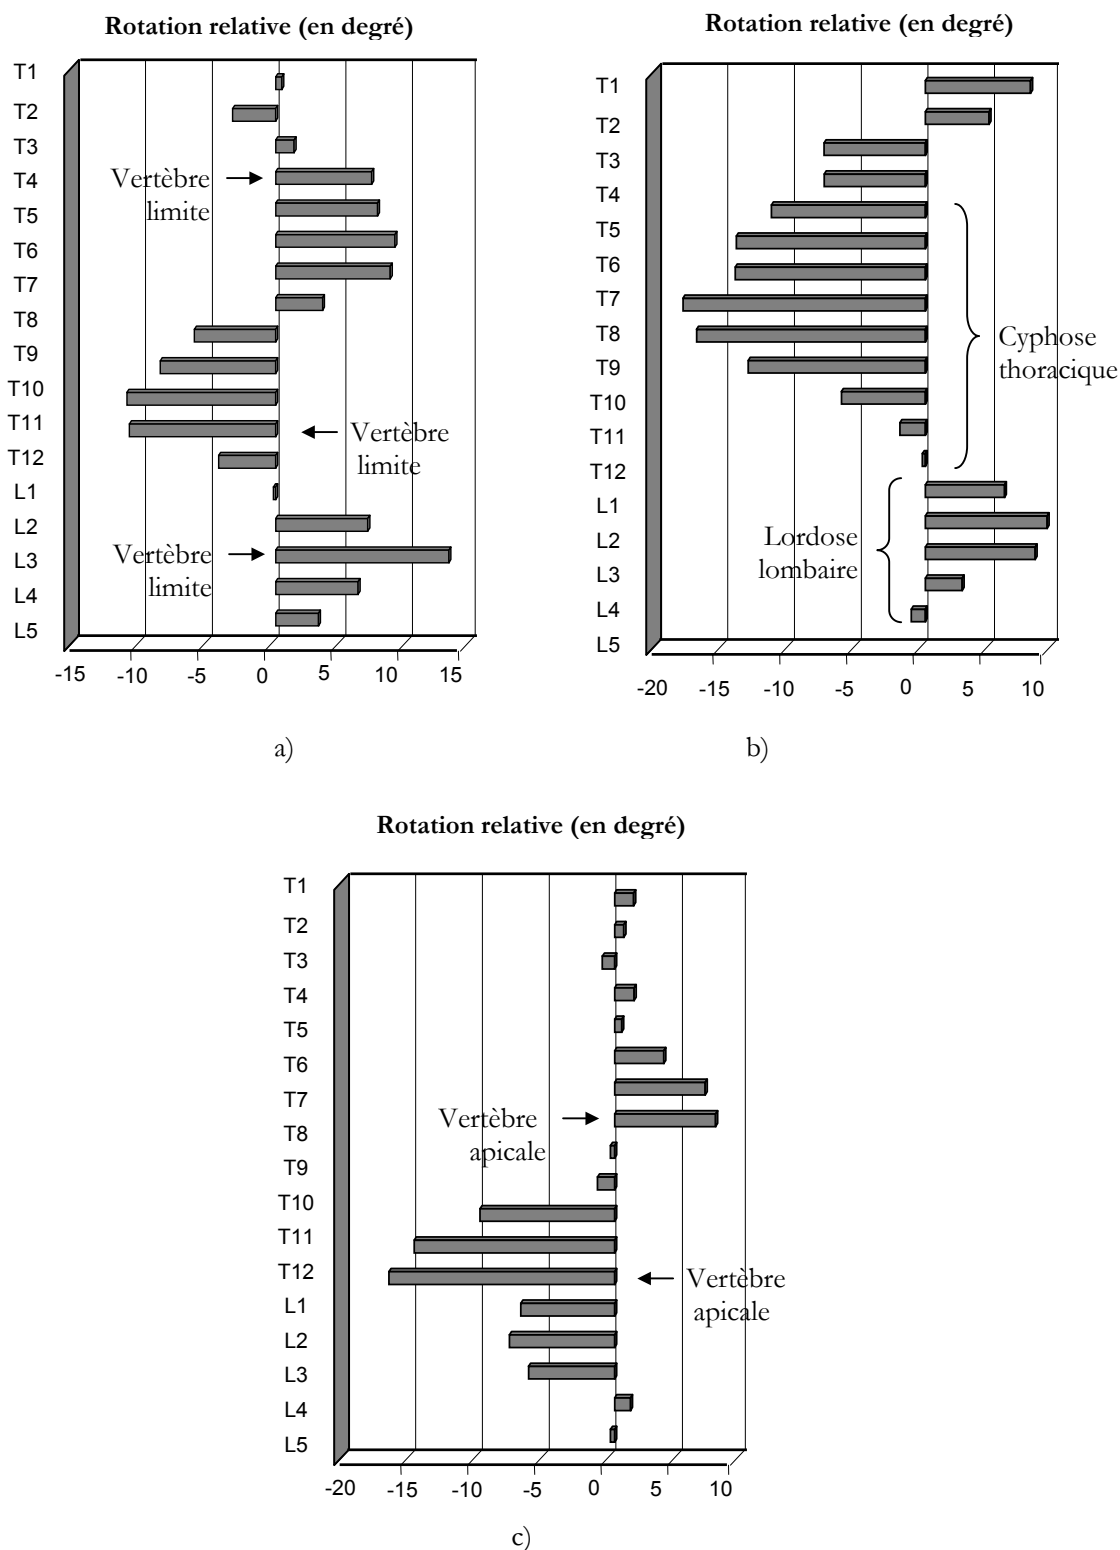 Rotation relative (en degré)
T1
T2
T3
T4
T5
T6
T7
T8
T9
T10
T11
T12
L1
L2
L3
L4
L5
Vertèbre
limite
Vertèbre
limite
Vertèbre
limite
-15 -10 -5 0 5 10 15
a)
Rotation relative (en degré)
T1
T2
T3
T4
T5
T6
T7
T8
T9
T10
T11
T12
L1
L2
L3
L4
L5
Cyphose
thoracique
Lordose
lombaire
-20 -15 -10 -5 0 5 10
b)
Rotation relative (en degré)
T1
T2
T3
T4
T5
T6
T7
T8
T9
T10
T11
T12
L1
L2
L3
L4
L5
Vertèbre
apicale
Vertèbre
apicale
-20 -15 -10 -5 0 5 10
c)